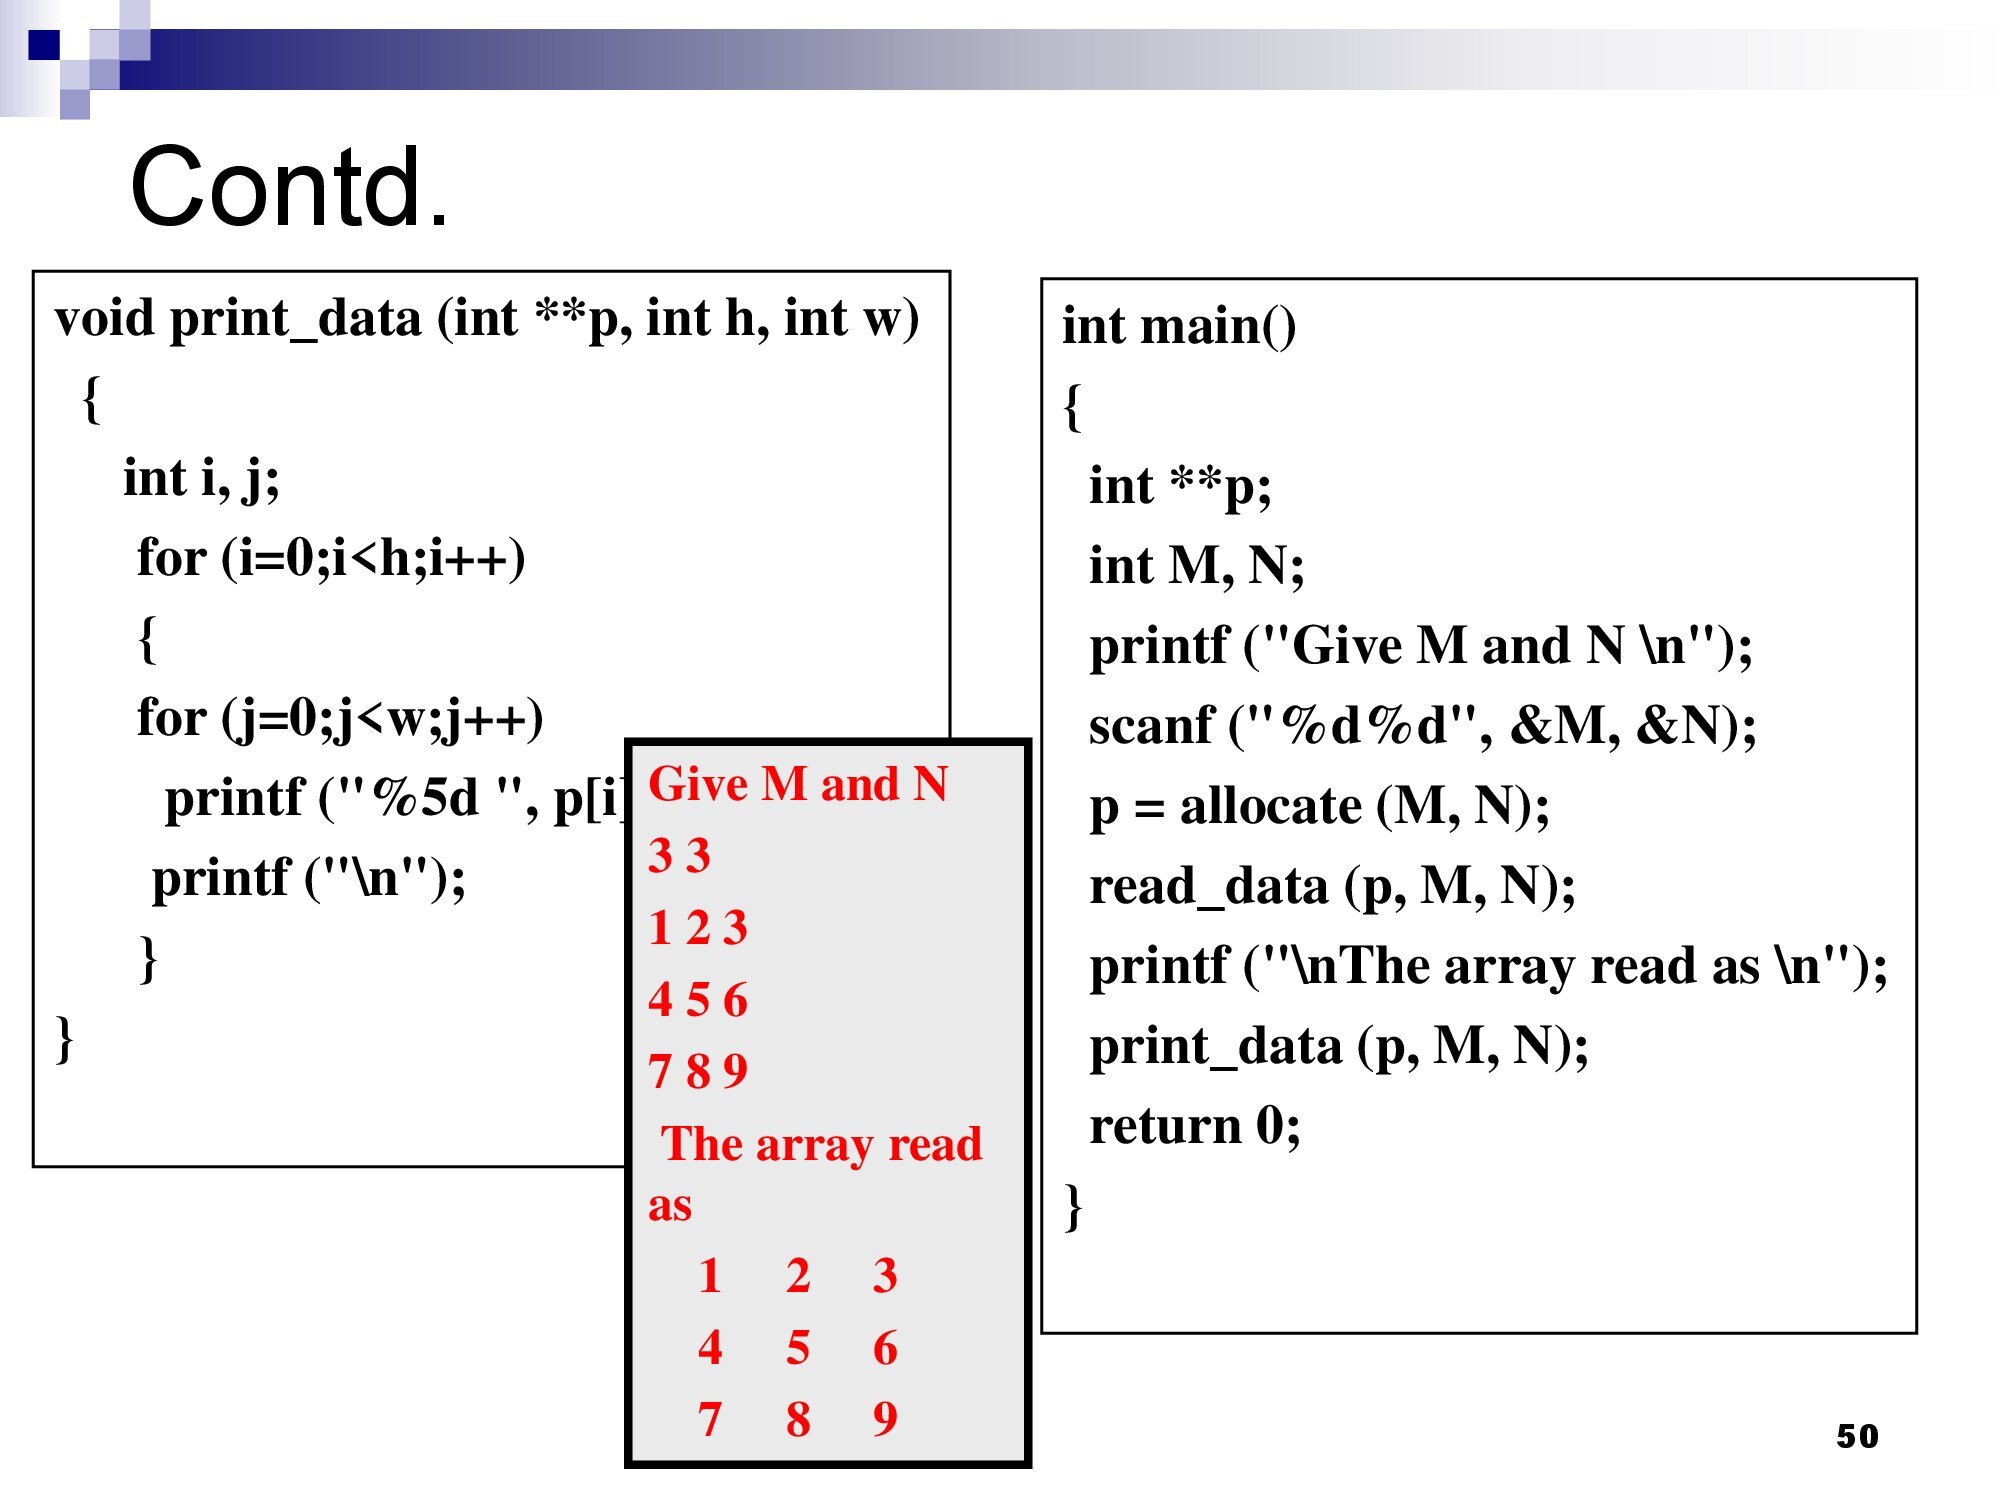 Contd.
void print_data (int **p, int h, int w)
{
int i, j;
for (i=0;i<h;i++)
{
for (j=0;j<w;j++)
printf ("%5d ", p[i]
printf ("\n");
}
}
Give M and N
3 3
1 2 3
4 5 6
7 8 9
The array read
as
1 2 3
4 5 6
7 8 9
int main()
{
int **p;
int M, N;
printf ("Give M and N \n");
scanf ("%d%d", &M, &N);
p = allocate (M, N);
read_data (p, M, N);
printf ("\nThe array read as \n");
print_data (p, M, N);
return 0;
}
50